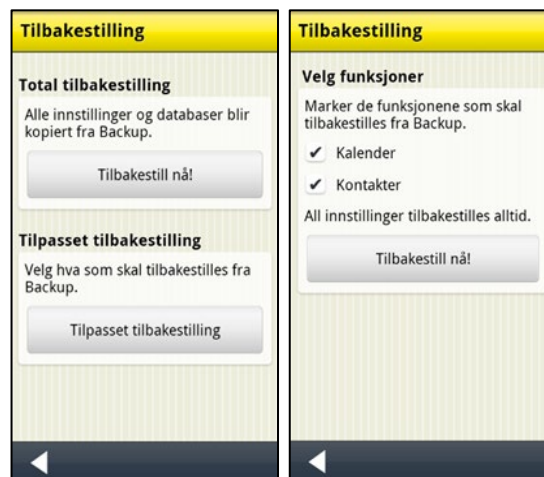 Tilbakestilling
Total tilbakestilling
Alle innstillinger og databaser blir
kopiert fra Backup.
Tilbakestill nå!
Tilpasset tilbakestilling
Velg hva som skal tilbakestilles fra
Backup.
Tilpasset tilbakestilling
Tilbakestilling
Velg funksjoner
Marker de funksjonene som skal
tilbakestilles fra Backup.
Kalender
Kontakter
All innstillinger tilbakestilles alltid.
Tilbakestill nå!